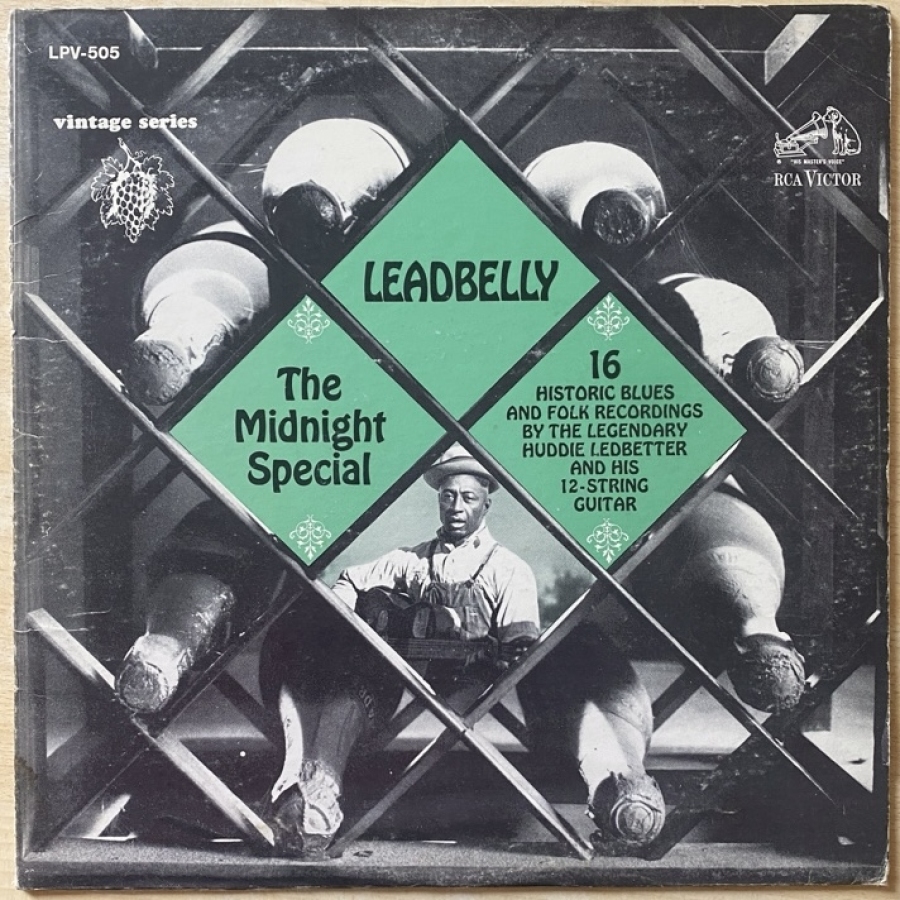 LPV-505
vintage series
"HIS MASTER'S VOICE"
RCA VICTOR
LEADBELLY
The
Midnight
Special
16
HISTORIC BLUES
AND FOLK RECORDINGS
BY THE LEGENDARY
HUDDIE LEDBETTER
AND HIS
12-STRING
GUITAR